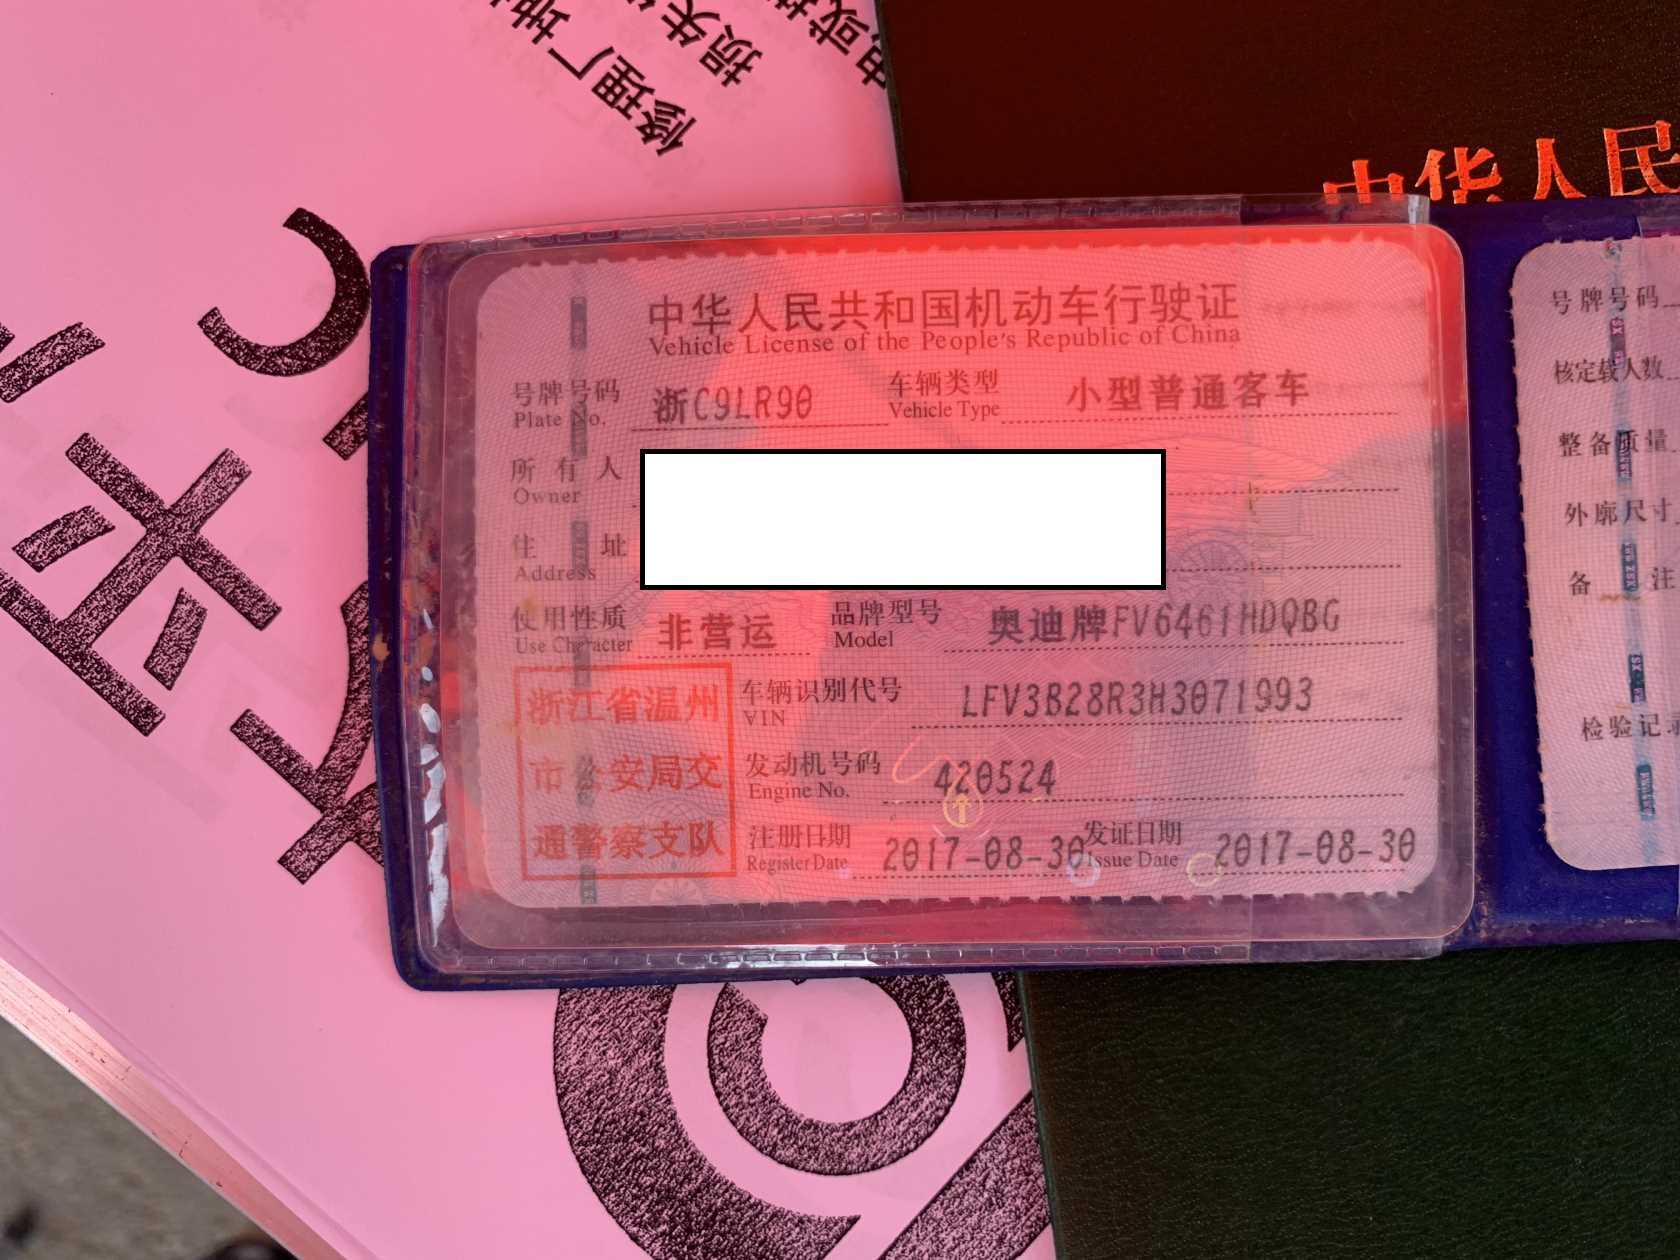 修理厂地
损失
电或
中华人民
中华人民共和国机动车行驶证
Vehicle License of the People's Republic of China
号牌号码 浙C9LR90 车辆类型 小型普通客车
Plate No. Vehicle Type
所有人
Owner
住址
Address
使用性质 非营运 品牌型号 奥迪牌FV6461HDQBG
Use Character Model
浙江省温州
市公安局交
通警察支队
车辆识别代号 LFV3B28R3H3071993
VIN
发动机号码 420524
Engine No.
注册日期 2017-08-30 发证日期 2017-08-30
Register Date Issue Date
号牌号码
核定载人数
整备质量
外廓尺寸
备注
检验记录